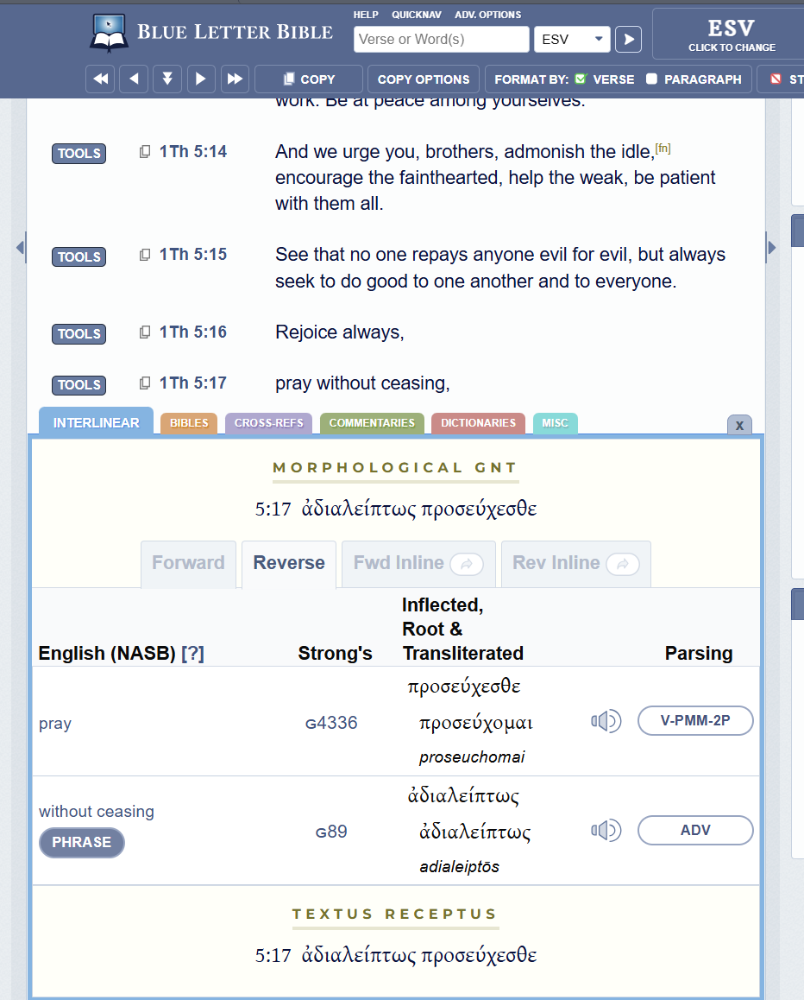 BLUE LETTER BIBLE
HELP QUICKNAV ADV. OPTIONS
Verse or Word(s) ESV
ESV
CLICK TO CHANGE
COPY COPY OPTIONS FORMAT BY: VERSE PARAGRAPH ST
work. Be at peace among yourselves.
TOOLS 1Th 5:14 And we urge you, brothers, admonish the idle,[fn]
encourage the fainthearted, help the weak, be patient
with them all.
TOOLS 1Th 5:15 See that no one repays anyone evil for evil, but always
seek to do good to one another and to everyone.
TOOLS 1Th 5:16 Rejoice always,
TOOLS 1Th 5:17 pray without ceasing,
INTERLINEAR BIBLES CROSS-REFS COMMENTARIES DICTIONARIES MISC X
MORPHOLOGICAL GNT
5:17 ἀδιαλείπτως προσεύχεσθε
Forward Reverse Fwd Inline Rev Inline
English (NASB) [?] Strong's Inflected,
Root &
Transliterated Parsing
pray G4336 προσεύχεσθε
προσεύχομαι
proseuchomai V-PMM-2P
without ceasing
PHRASE G89 ἀδιαλείπτως
ἀδιαλείπτως
adialeiptōs ADV
TEXTUS RECEPTUS
5:17 ἀδιαλείπτως προσεύχεσθε